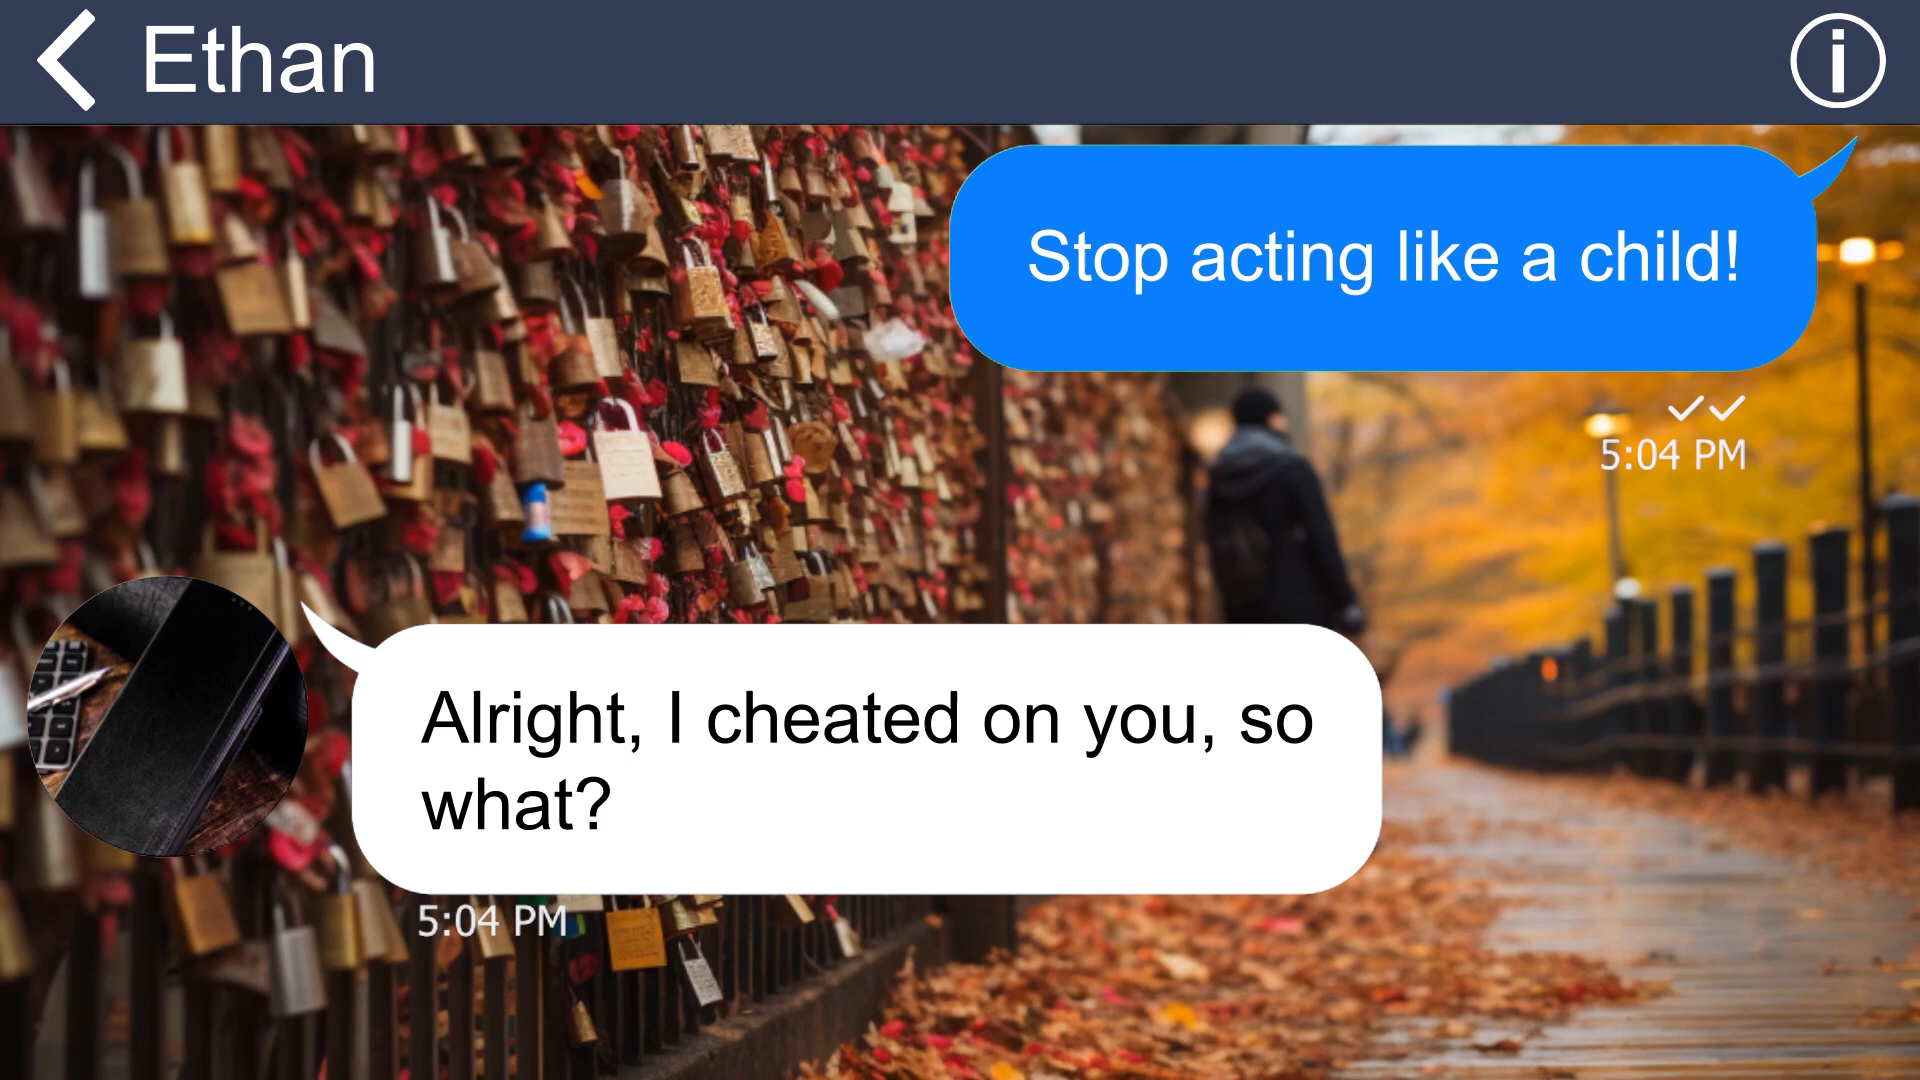 Ethan
Stop acting like a child!
5:04 PM
Alright, I cheated on you, so
what?
5:04 PM